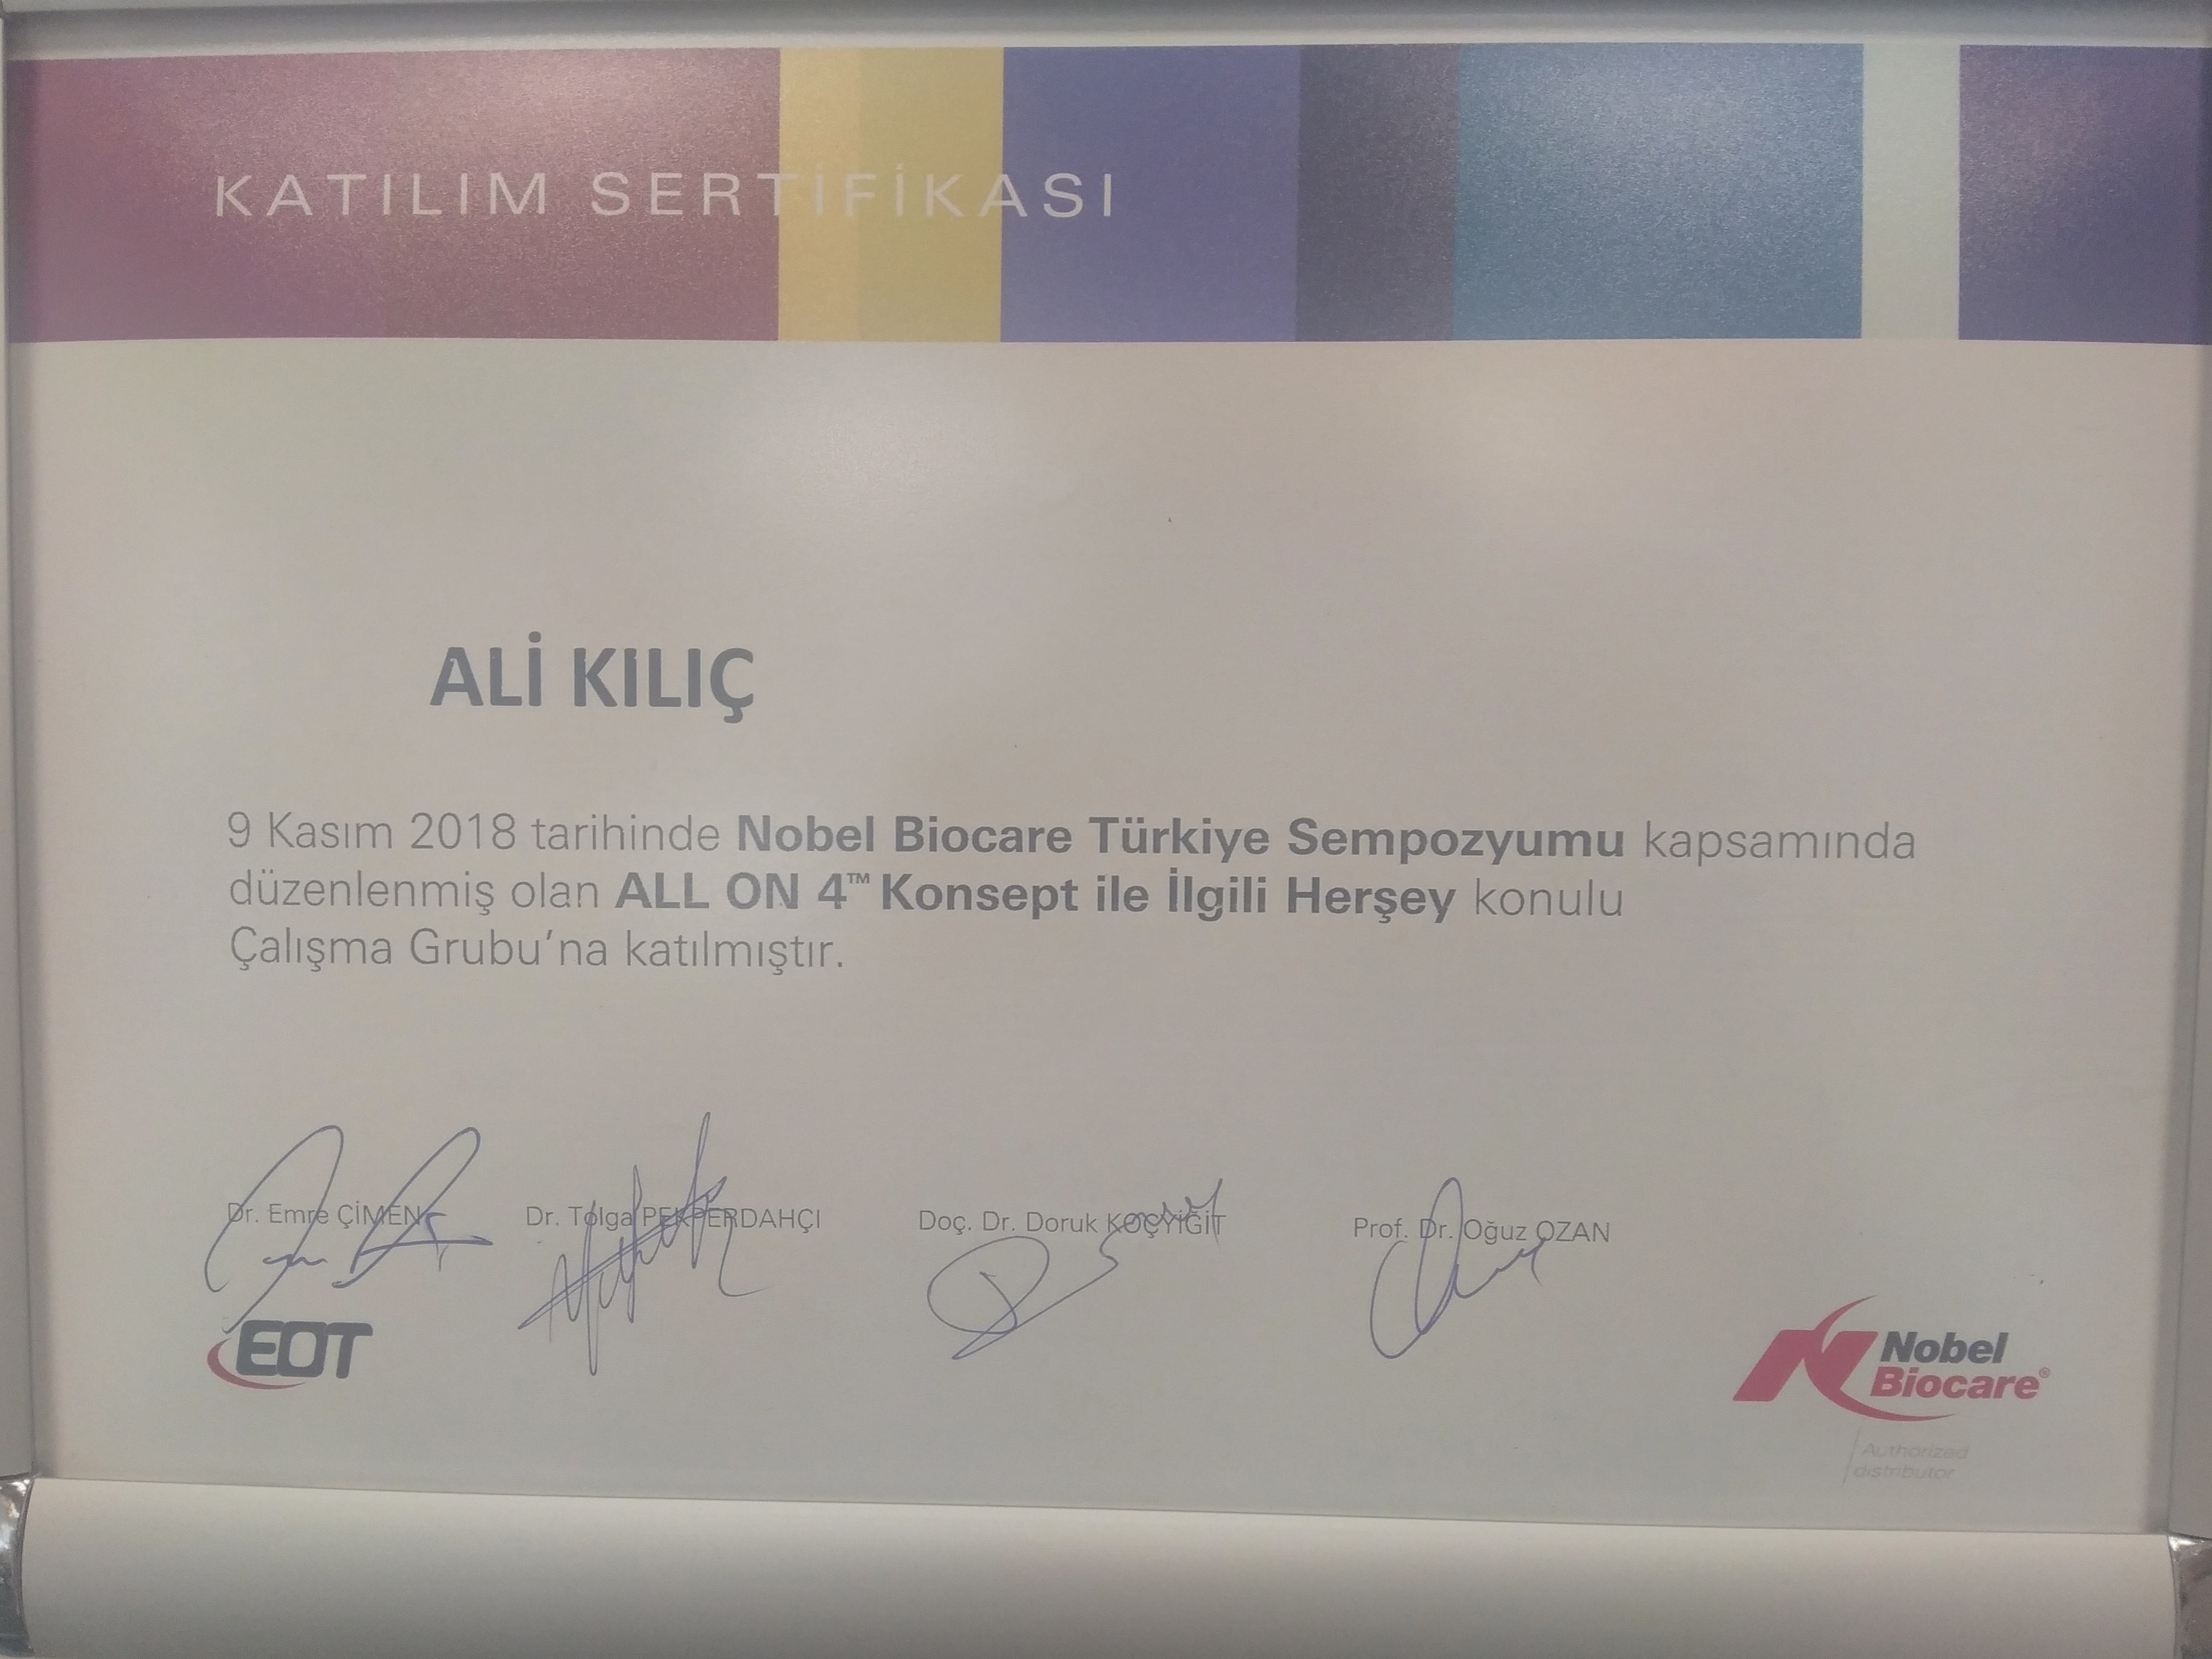 KATILIM SERTİFİKASI
ALİ KILIÇ
9 Kasım 2018 tarihinde Nobel Biocare Türkiye Sempozyumu kapsamında
düzenlenmiş olan ALL ON 4™ Konsept ile İlgili Herşey konulu
Çalışma Grubu'na katılmıştır.
Dr. Emre ÇİMEN Dr. Tolga PEKPERDAHÇI Doç. Dr. Doruk KOÇYİĞİT Prof. Dr. Oğuz OZAN
EOT
Nobel
Biocare®
Authorized
distributor